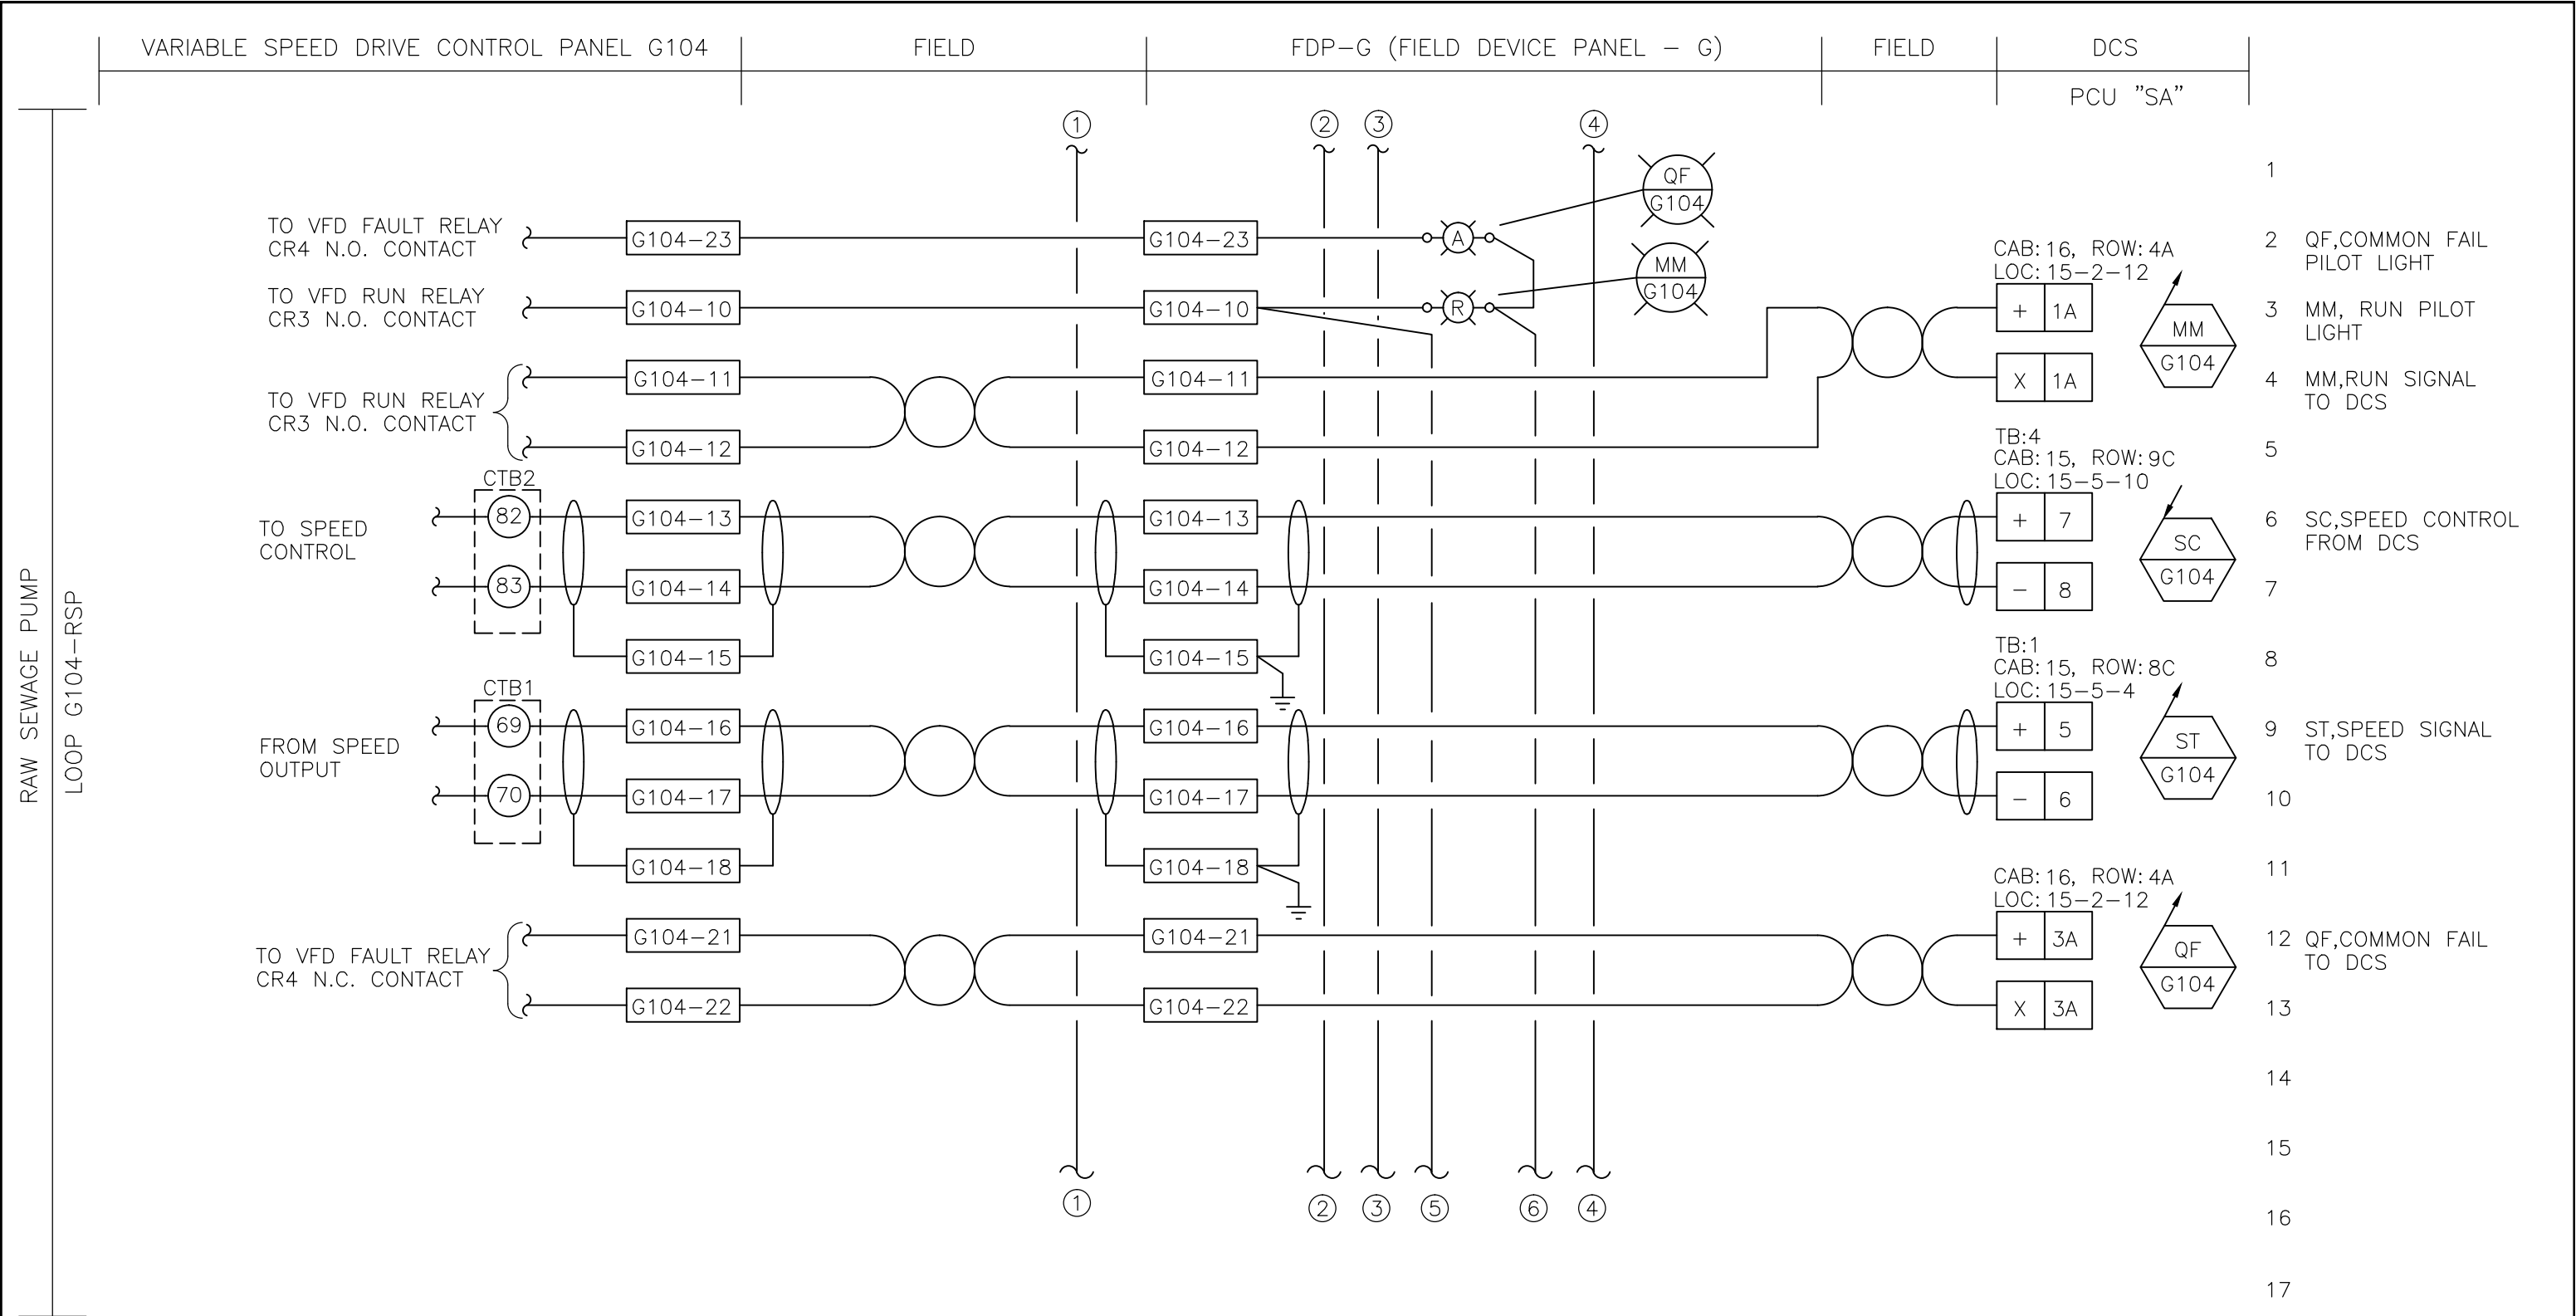 VARIABLE SPEED DRIVE CONTROL PANEL G104
FIELD
FDP-G (FIELD DEVICE PANEL - G)
FIELD
DCS
PCU "SA"
RAW SEWAGE PUMP
LOOP G104-RSP
1
2
3
4
QF
G104
1
TO VFD FAULT RELAY
CR4 N.O. CONTACT
G104-23
G104-23
A
2 QF,COMMON FAIL
PILOT LIGHT
MM
G104
CAB:16, ROW:4A
LOC:15-2-12
TO VFD RUN RELAY
CR3 N.O. CONTACT
G104-10
G104-10
R
+ 1A
3 MM, RUN PILOT
LIGHT
MM
G104
TO VFD RUN RELAY
CR3 N.O. CONTACT
G104-11
G104-11
X 1A
4 MM,RUN SIGNAL
TO DCS
G104-12
G104-12
5
TB:4
CAB:15, ROW:9C
LOC:15-5-10
CTB2
TO SPEED
CONTROL
82
G104-13
G104-13
+ 7
SC
G104
6 SC,SPEED CONTROL
FROM DCS
83
G104-14
G104-14
- 8
7
G104-15
G104-15
8
TB:1
CAB:15, ROW:8C
LOC:15-5-4
CTB1
FROM SPEED
OUTPUT
69
G104-16
G104-16
+ 5
ST
G104
9 ST,SPEED SIGNAL
TO DCS
70
G104-17
G104-17
- 6
10
G104-18
G104-18
11
CAB:16, ROW:4A
LOC:15-2-12
TO VFD FAULT RELAY
CR4 N.C. CONTACT
G104-21
G104-21
+ 3A
QF
G104
12 QF,COMMON FAIL
TO DCS
G104-22
G104-22
X 3A
13
14
15
1
2
3
5
6
4
16
17